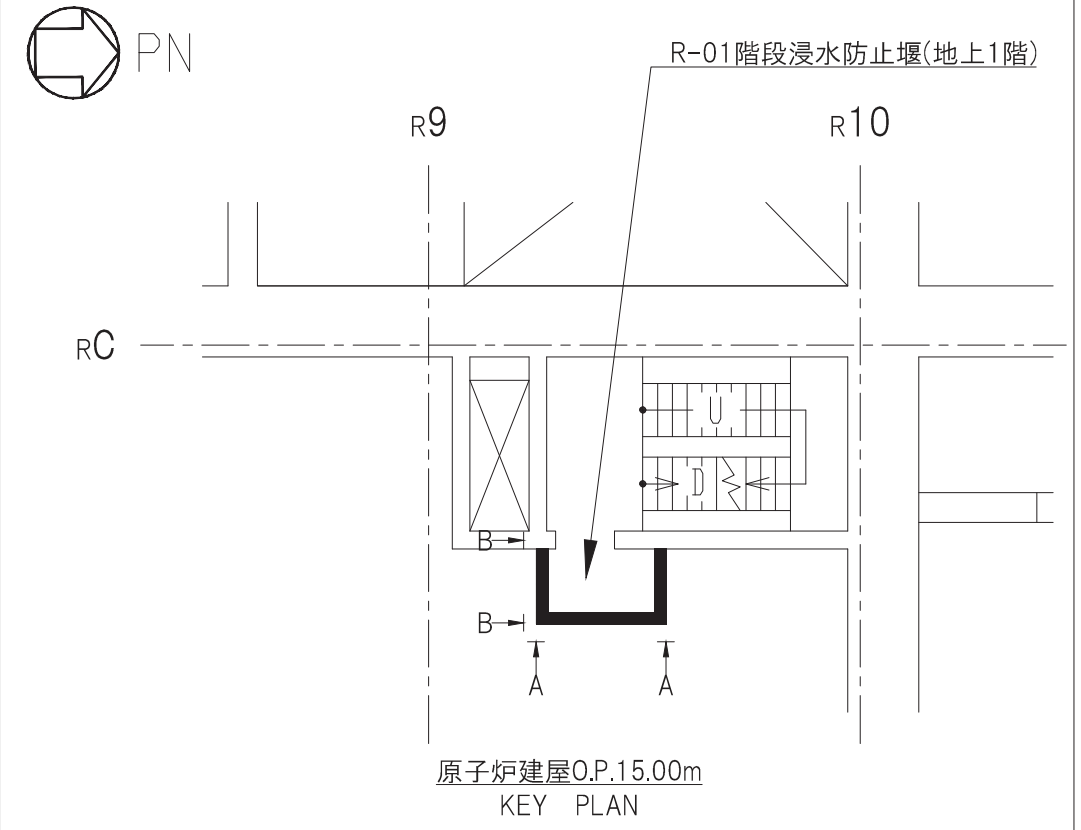 PN
R-01階段浸水防止堰(地上1階)
R9
R10
RC
U
D
B
B
A
A
原子炉建屋O.P.15.00m
KEY PLAN